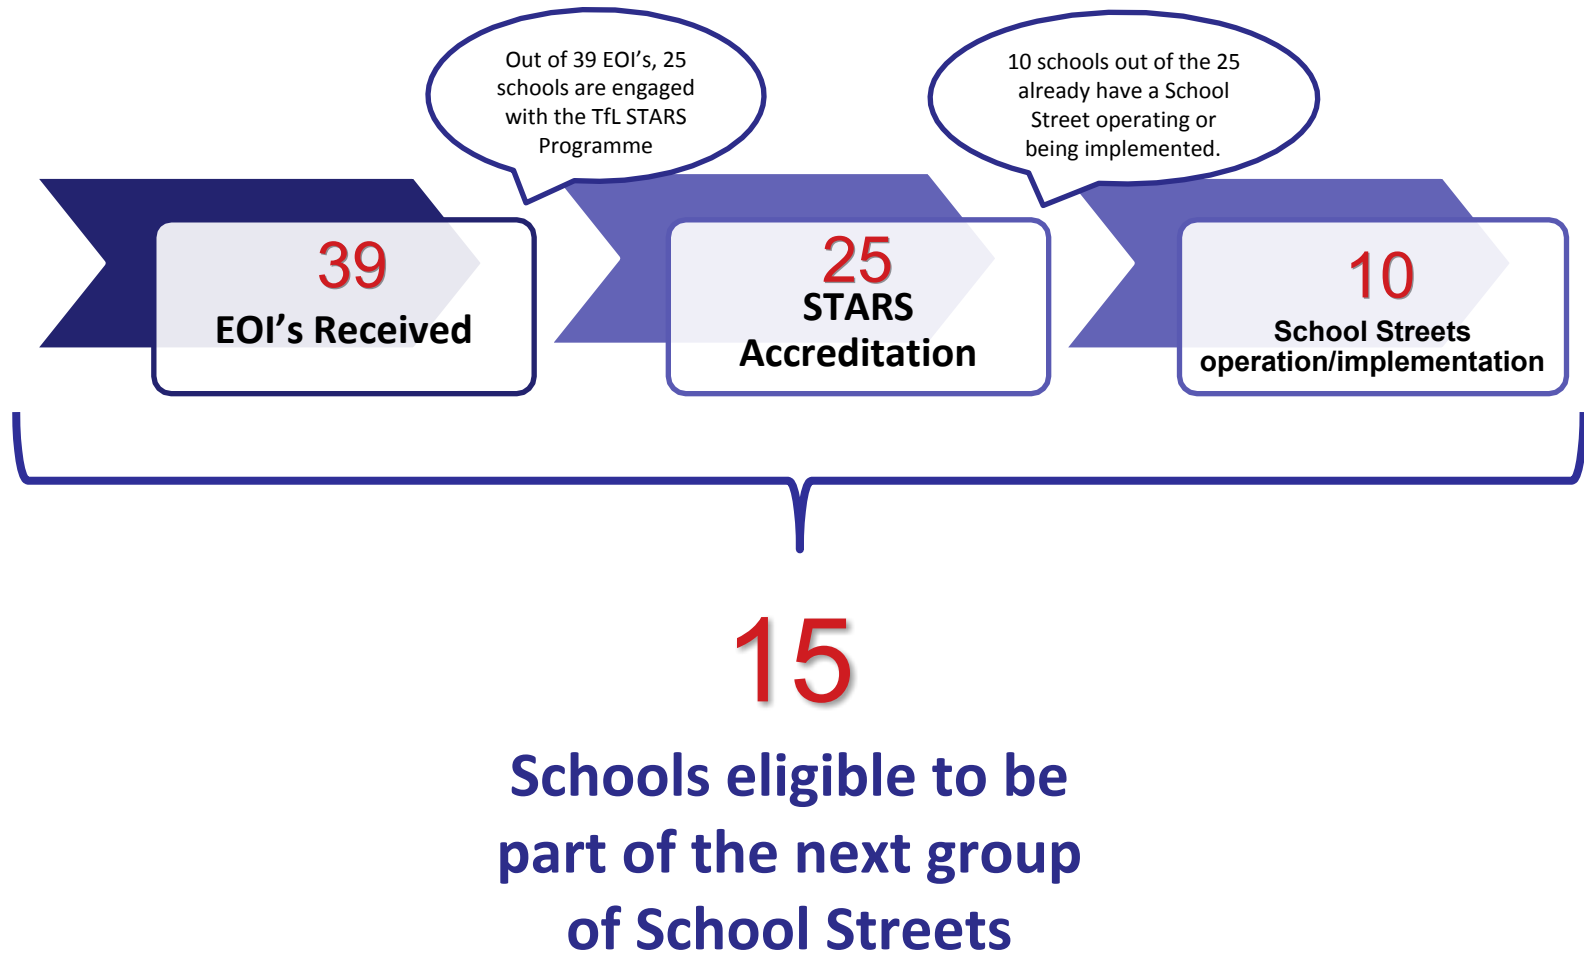 Out of 39 EOI’s, 25
schools are engaged
with the TfL STARS
Programme
10 schools out of the 25
already have a School
Street operating or
being implemented.
39
EOI’s Received
25
STARS
Accreditation
10
School Streets
operation/implementation
15
Schools eligible to be
part of the next group
of School Streets